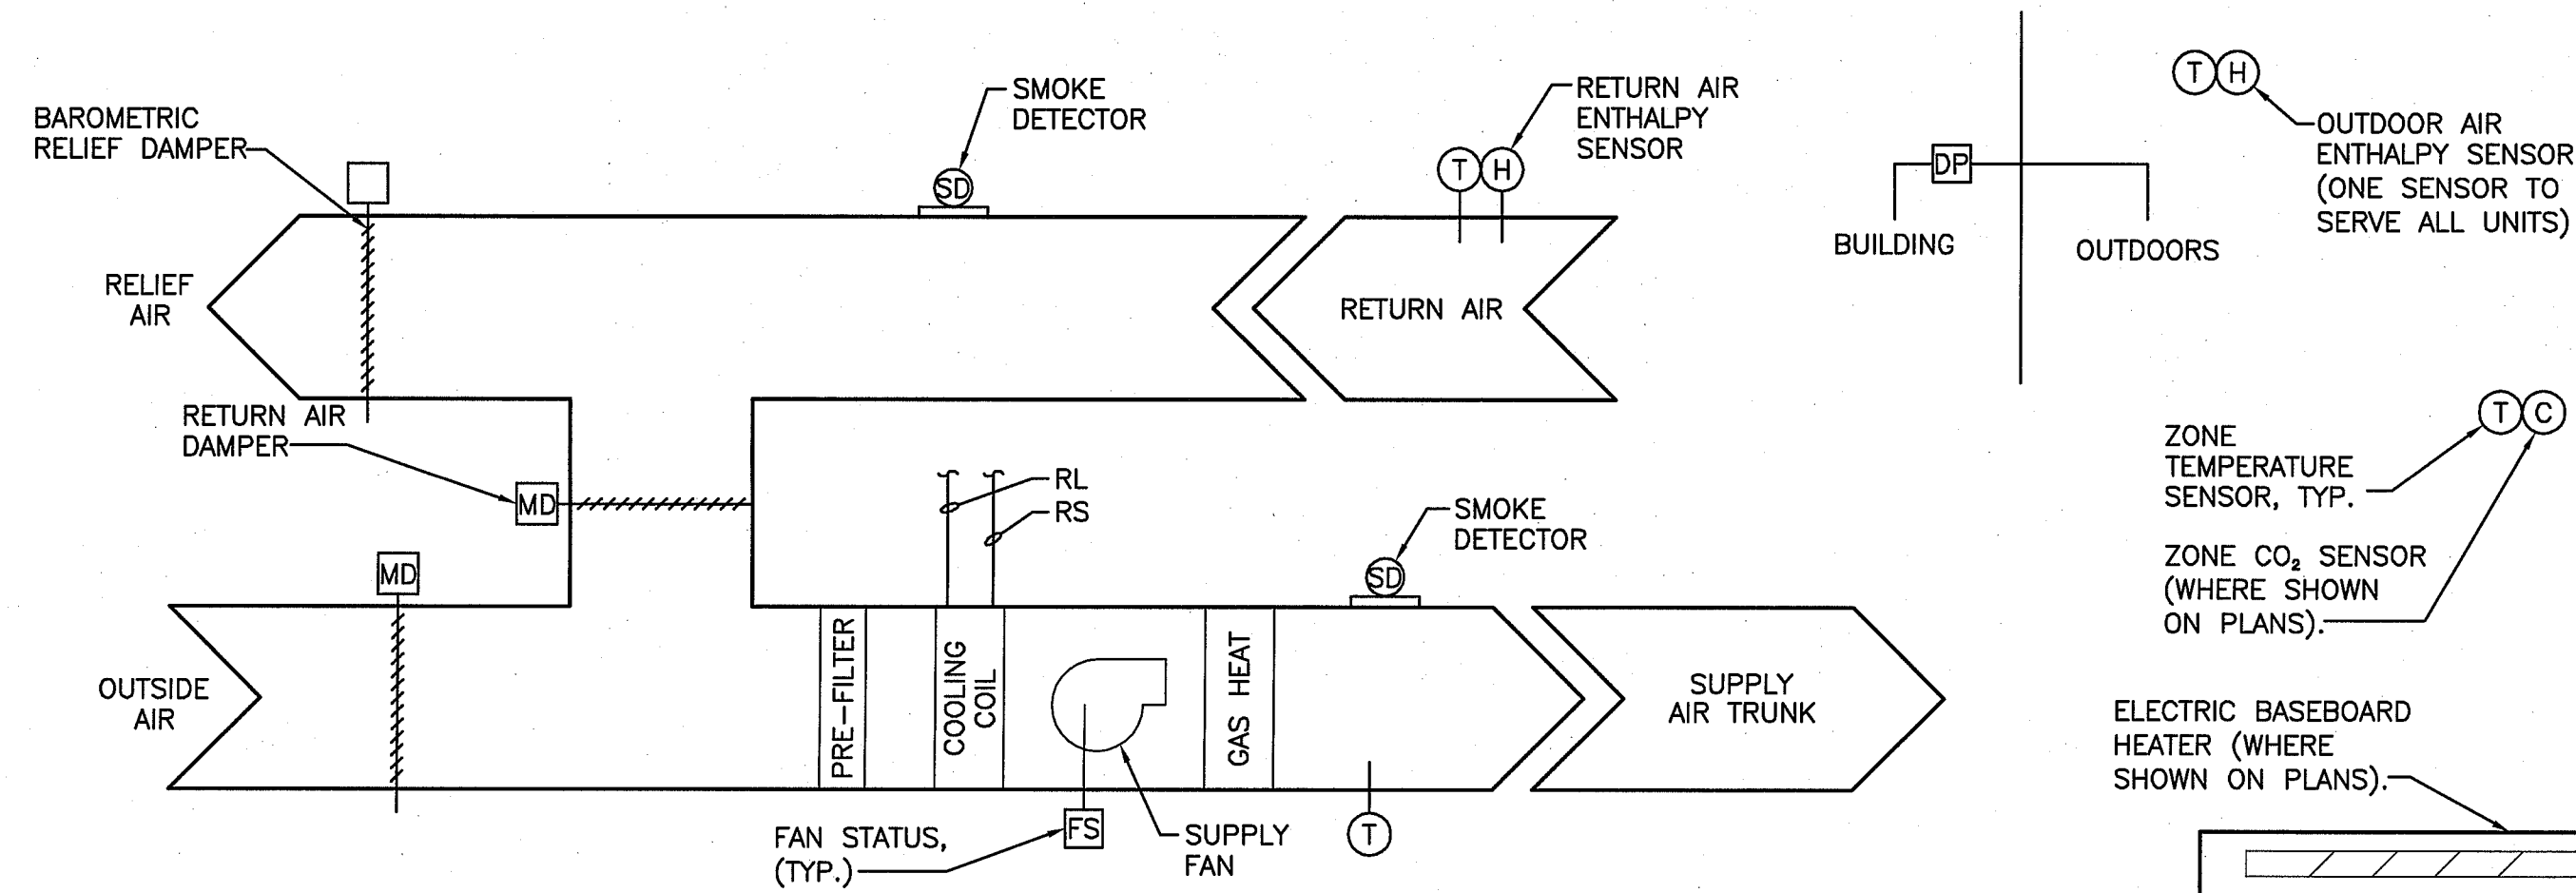 BAROMETRIC
RELIEF DAMPER
SMOKE
DETECTOR
SD
RETURN AIR
ENTHALPY
SENSOR
T H
T H
OUTDOOR AIR
ENTHALPY SENSOR
(ONE SENSOR TO
SERVE ALL UNITS)
DP
BUILDING
OUTDOORS
RELIEF
AIR
RETURN AIR
RETURN AIR
DAMPER
MD
RL
RS
T C
ZONE
TEMPERATURE
SENSOR, TYP.
ZONE CO₂ SENSOR
(WHERE SHOWN
ON PLANS).
SMOKE
DETECTOR
SD
MD
OUTSIDE
AIR
PRE-FILTER
COOLING
COIL
GAS HEAT
SUPPLY
AIR TRUNK
FAN STATUS,
(TYP.)
FS
SUPPLY
FAN
T
ELECTRIC BASEBOARD
HEATER (WHERE
SHOWN ON PLANS).